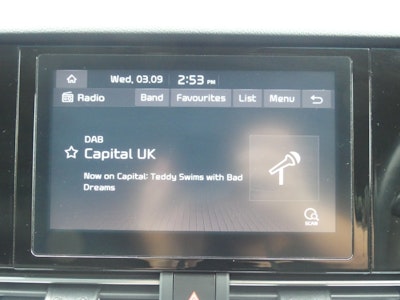 Wed, 03.09 2:53 PM
Radio Band Favourites List Menu
DAB
Capital UK
Now on Capital: Teddy Swims with Bad
Dreams
SCAN